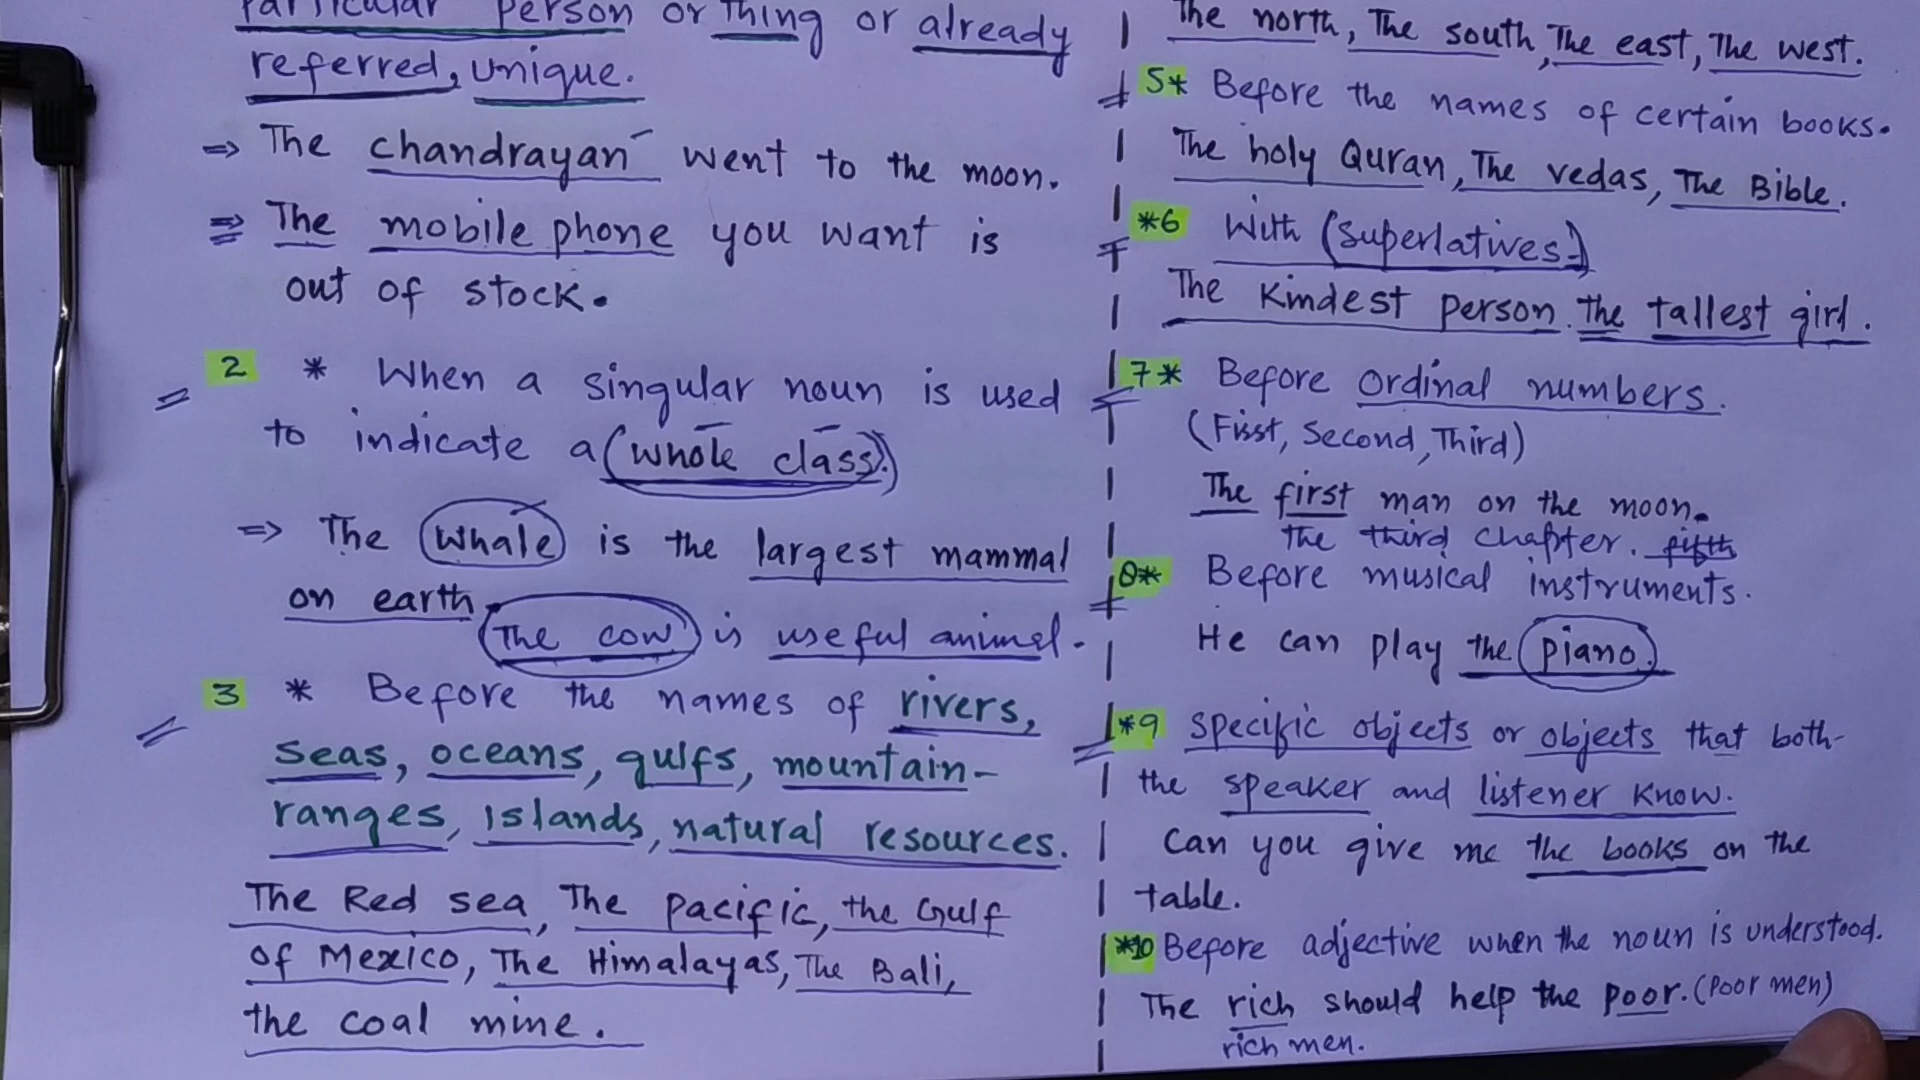 Particular person or Thing or already
referred, unique.
⇒ The chandrayan went to the moon.
⇒ The mobile phone you want is
out of stock.
2 * When a singular noun is used
to indicate a (whole class.)
⇒ The whale is the largest mammal
on earth.
The cow is useful animal.
3 * Before the names of rivers,
seas, oceans, gulfs, mountain-
ranges, islands, natural resources.
The Red sea, The pacific, the Gulf
of Mexico, The Himalayas, The Bali,
the coal mine.
The north, The south, The east, The west.
5* Before the names of certain books.
The holy Quran, The vedas, The Bible.
*6 With (superlatives)
The Kindest person. The tallest girl.
7* Before ordinal numbers.
(First, Second, Third)
The first man on the moon.
The third chapter. fifth
8* Before musical instruments.
He can play the piano.
*9 specific objects or objects that both-
the speaker and listener know.
Can you give me the books on the
table.
*10 Before adjective when the noun is understood.
The rich should help the poor. (Poor men)
rich men.